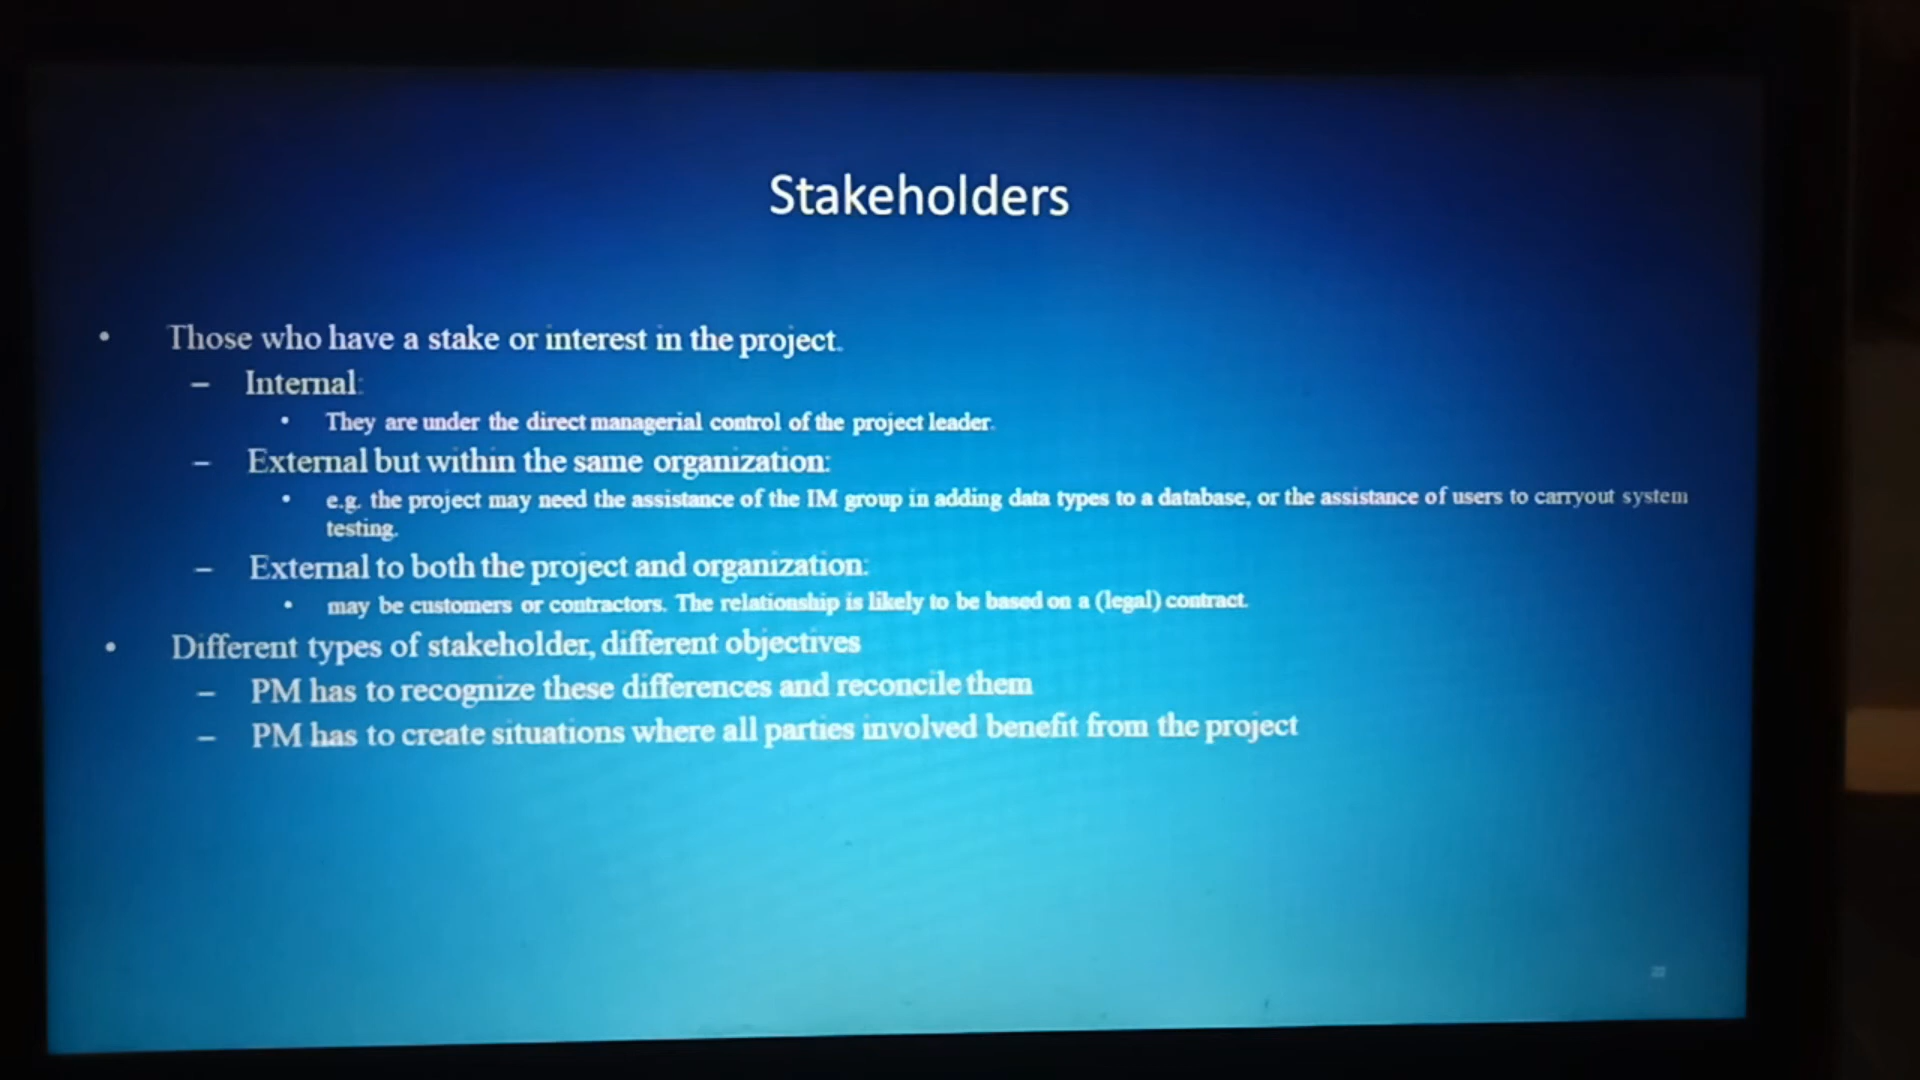 Stakeholders
• Those who have a stake or interest in the project.
– Internal:
• They are under the direct managerial control of the project leader.
– External but within the same organization:
• e.g. the project may need the assistance of the IM group in adding data types to a database, or the assistance of users to carryout system
testing.
– External to both the project and organization:
• may be customers or contractors. The relationship is likely to be based on a (legal) contract.
• Different types of stakeholder, different objectives
– PM has to recognize these differences and reconcile them
– PM has to create situations where all parties involved benefit from the project